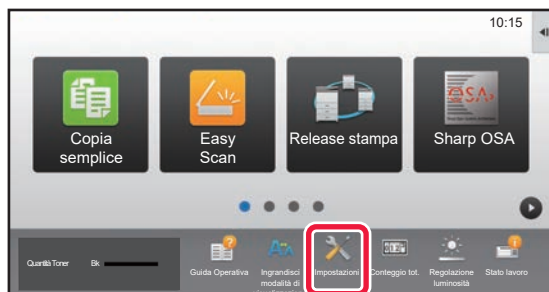 10:15
Copia
semplice
Easy
Scan
Release stampa
Sharp OSA
Quantità Toner Bk
Guida Operativa
Ingrandisci
modalità di
Impostazioni
Conteggio tot.
Regolazione
luminosità
Stato lavoro